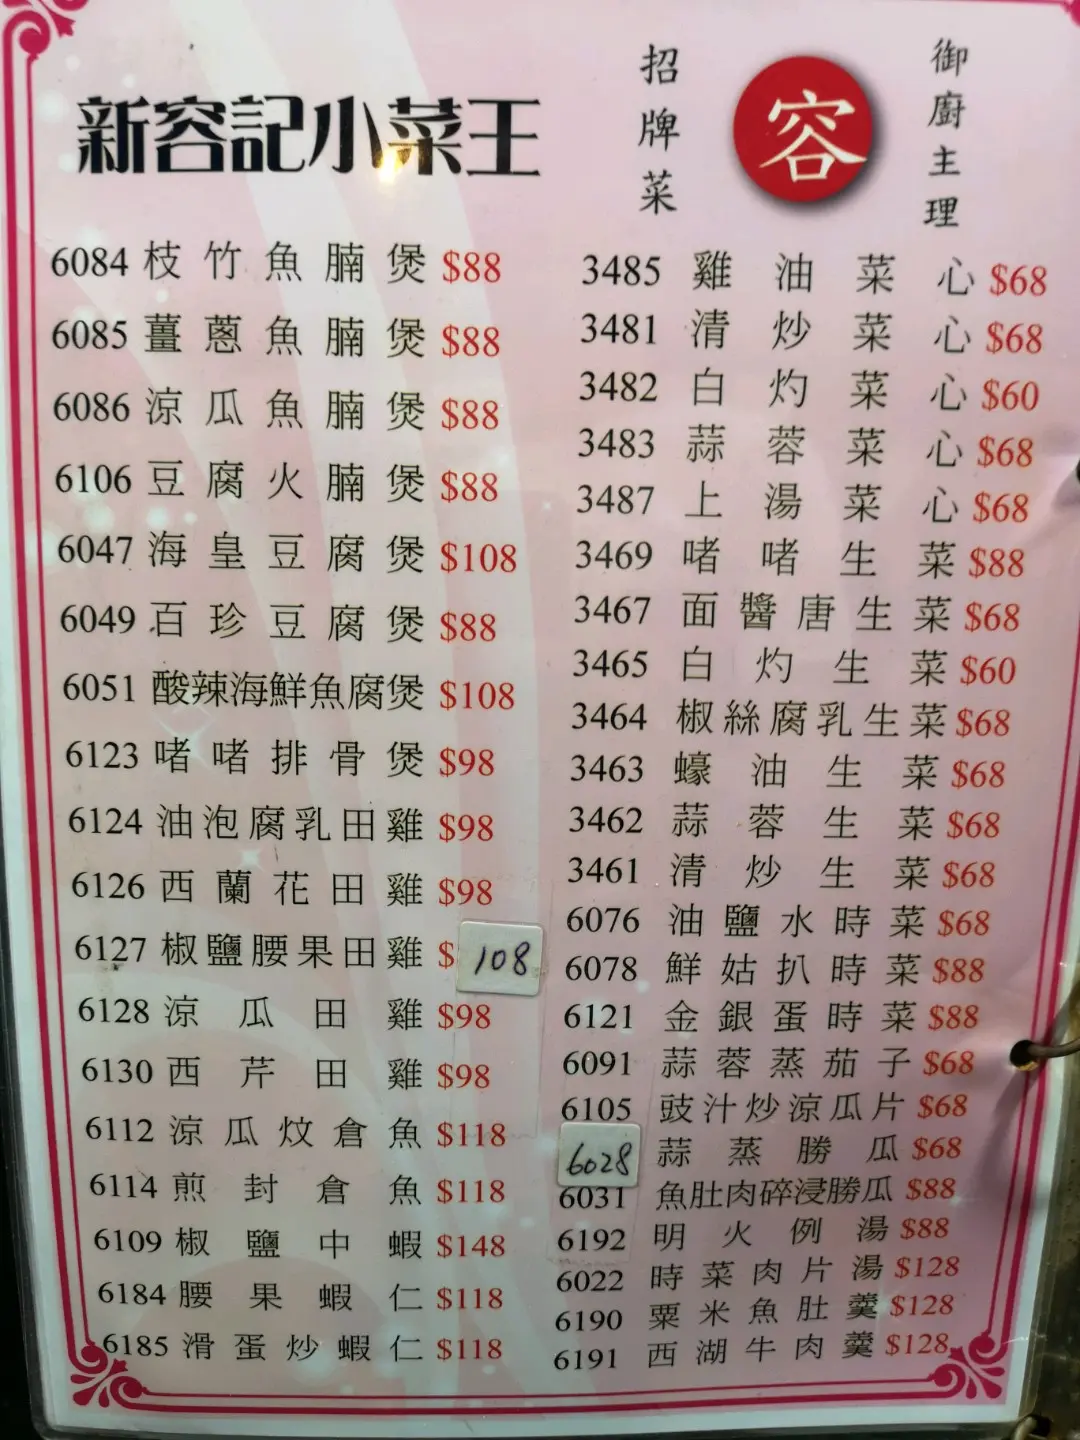 新容記小菜王
招牌菜
容
御廚主理
6084 枝竹魚腩煲 $88
6085 薑蔥魚腩煲 $88
6086 涼瓜魚腩煲 $88
6106 豆腐火腩煲 $88
6047 海皇豆腐煲 $108
6049 百珍豆腐煲 $88
6051 酸辣海鮮魚腐煲 $108
6123 啫啫排骨煲 $98
6124 油泡腐乳田雞 $98
6126 西蘭花田雞 $98
6127 椒鹽腰果田雞 $108
6128 涼瓜田雞 $98
6130 西芹田雞 $98
6112 涼瓜炆倉魚 $118
6114 煎封倉魚 $118
6109 椒鹽中蝦 $148
6184 腰果蝦仁 $118
6185 滑蛋炒蝦仁 $118
3485 雞油菜心 $68
3481 清炒菜心 $68
3482 白灼菜心 $60
3483 蒜蓉菜心 $68
3487 上湯菜心 $68
3469 啫啫生菜 $88
3467 面醬唐生菜 $68
3465 白灼生菜 $60
3464 椒絲腐乳生菜 $68
3463 蠔油生菜 $68
3462 蒜蓉生菜 $68
3461 清炒生菜 $68
6076 油鹽水時菜 $68
6078 鮮菇扒時菜 $88
6121 金銀蛋時菜 $88
6091 蒜蓉蒸茄子 $68
6105 豉汁炒涼瓜片 $68
6028 蒜蒸勝瓜 $68
6031 魚肚肉碎浸勝瓜 $88
6192 明火例湯 $88
6022 時菜肉片湯 $128
6190 粟米魚肚羹 $128
6191 西湖牛肉羹 $128